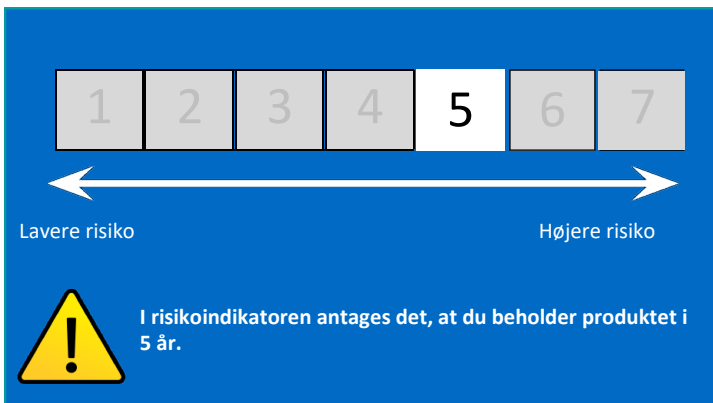 1 2 3 4 5 6 7
Lavere risiko Højere risiko
I risikoindikatoren antages det, at du beholder produktet i
5 år.